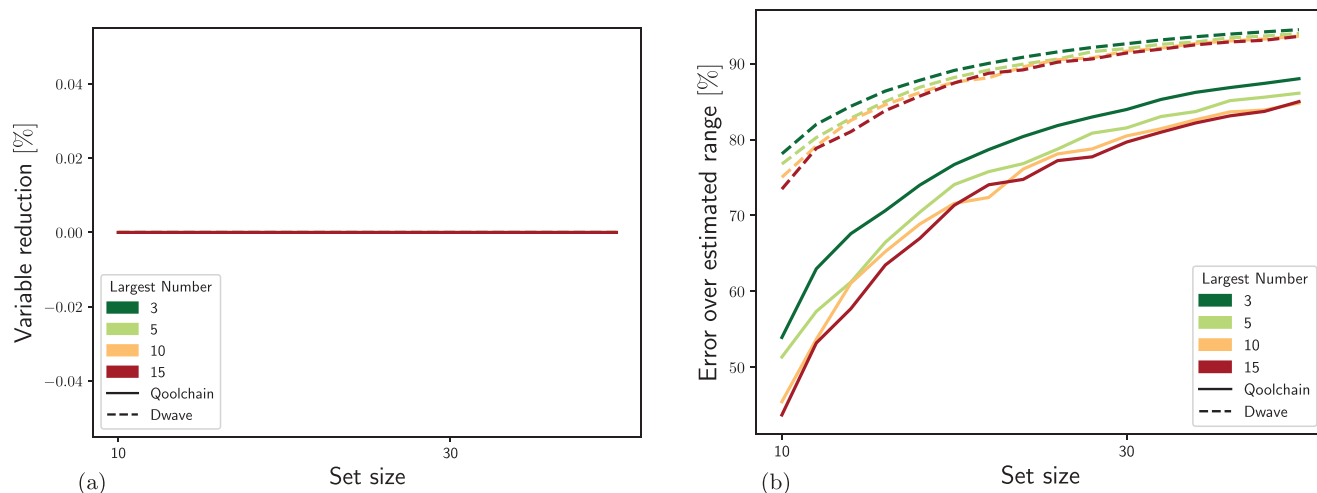 Variable reduction [%]
0.04
0.02
0.00
−0.02
−0.04
Largest Number
3
5
10
15
Qoolchain
Dwave
10
30
Set size
(a)
Error over estimated range [%]
90
80
70
60
50
Largest Number
3
5
10
15
Qoolchain
Dwave
10
30
Set size
(b)